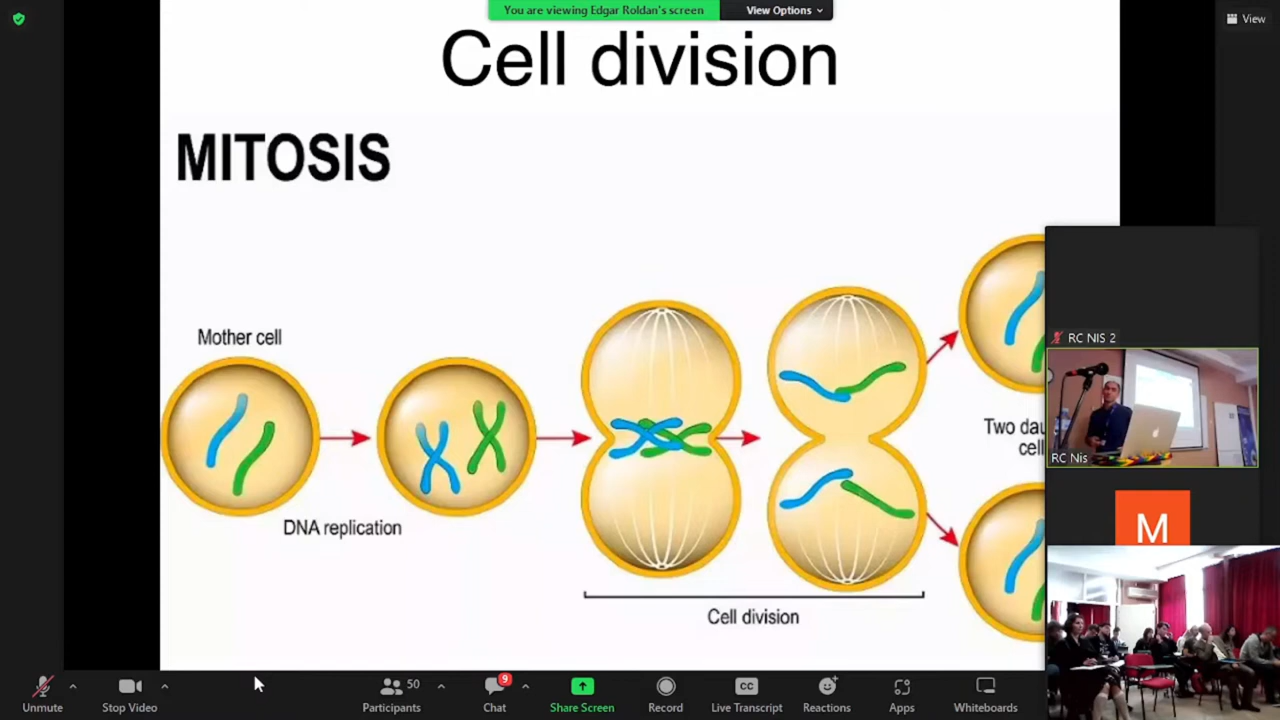 You are viewing Edgar Roldan's screen
View Options
View
Cell division
MITOSIS
Mother cell
DNA replication
Cell division
Two dau
cell
RC NIS 2
RC Nis
M
Unmute
Stop Video
50
Participants
9
Chat
Share Screen
Record
CC
Live Transcript
Reactions
Apps
Whiteboards